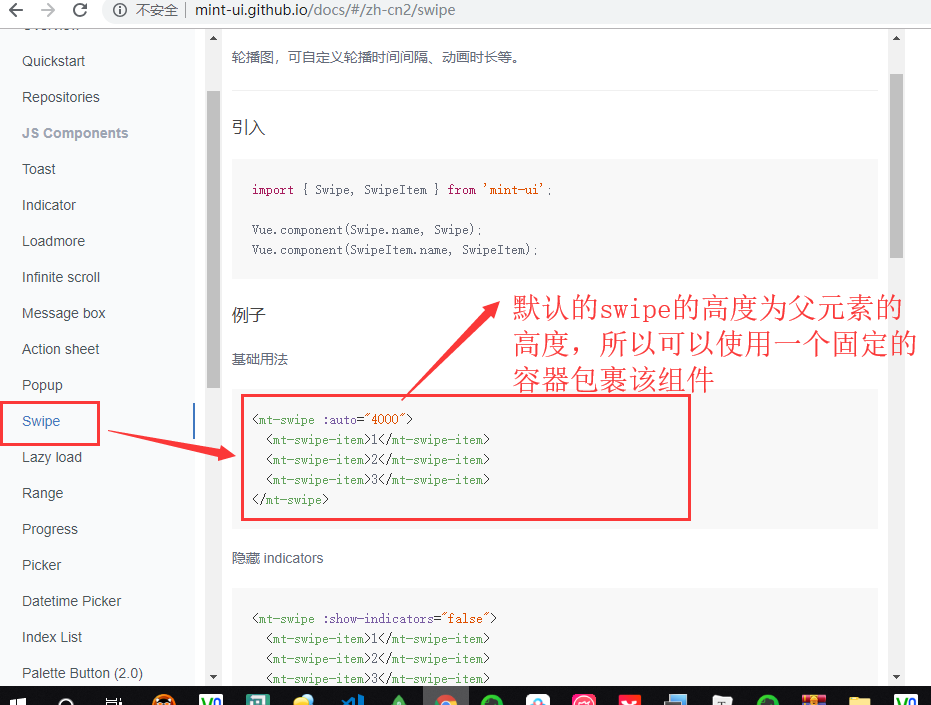 不安全 mint-ui.github.io/docs/#/zh-cn2/swipe
Quickstart
Repositories
JS Components
Toast
Indicator
Loadmore
Infinite scroll
Message box
Action sheet
Popup
Swipe
Lazy load
Range
Progress
Picker
Datetime Picker
Index List
Palette Button (2.0)
轮播图，可自定义轮播时间间隔、动画时长等。
引入
import { Swipe, SwipeItem } from 'mint-ui';
Vue.component(Swipe.name, Swipe);
Vue.component(SwipeItem.name, SwipeItem);
例子
默认的swipe的高度为父元素的
高度，所以可以使用一个固定的
容器包裹该组件
基础用法
<mt-swipe :auto="4000">
<mt-swipe-item>1</mt-swipe-item>
<mt-swipe-item>2</mt-swipe-item>
<mt-swipe-item>3</mt-swipe-item>
</mt-swipe>
隐藏 indicators
<mt-swipe :show-indicators="false">
<mt-swipe-item>1</mt-swipe-item>
<mt-swipe-item>2</mt-swipe-item>
<mt-swipe-item>3</mt-swipe-item>